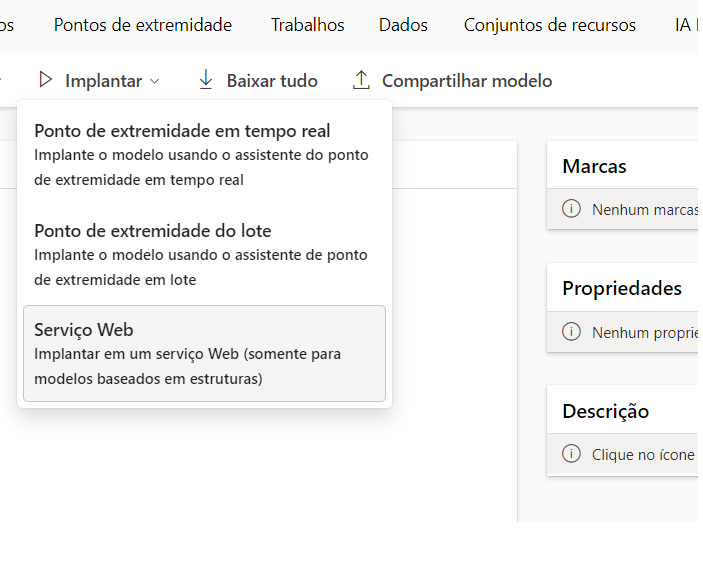 os Pontos de extremidade Trabalhos Dados Conjuntos de recursos IA
Implantar Baixar tudo Compartilhar modelo
Ponto de extremidade em tempo real
Implante o modelo usando o assistente do ponto
de extremidade em tempo real
Ponto de extremidade do lote
Implante o modelo usando o assistente de ponto
de extremidade em lote
Serviço Web
Implantar em um serviço Web (somente para
modelos baseados em estruturas)
Marcas
Nenhum marcas
Propriedades
Nenhum proprie
Descrição
Clique no ícone